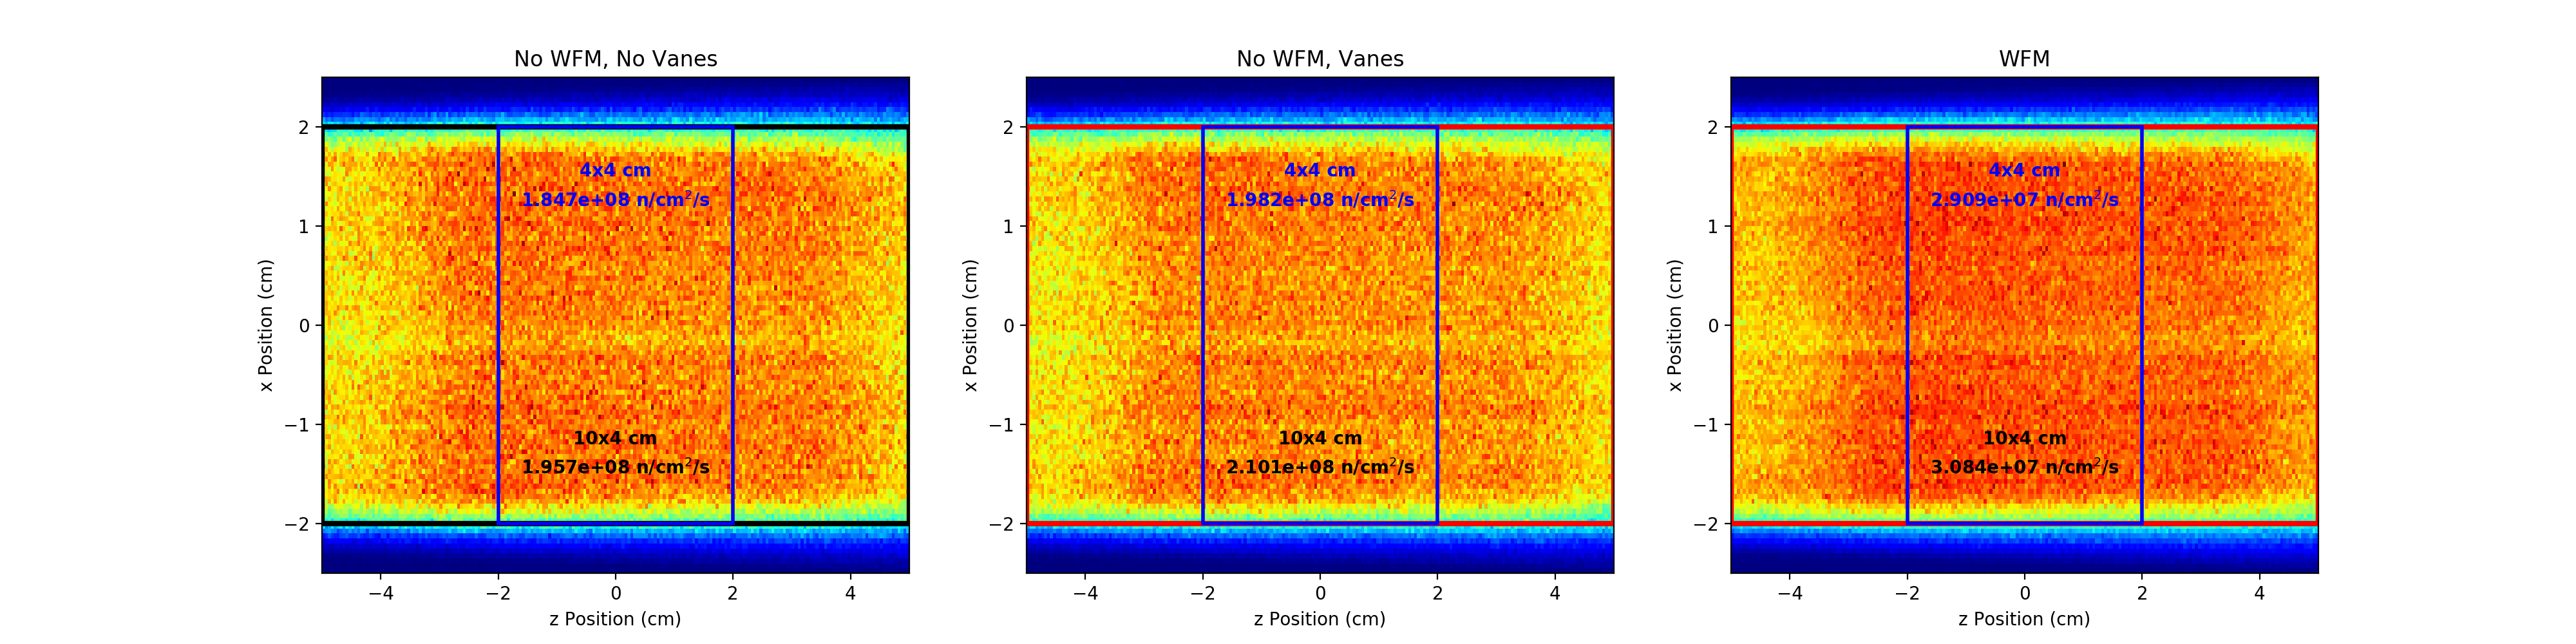 No WFM, No Vanes
2
1
0
−1
−2
x Position (cm)
4x4 cm
1.847e+08 n/cm²/s
10x4 cm
1.957e+08 n/cm²/s
−4 −2 0 2 4
z Position (cm)
No WFM, Vanes
2
1
0
−1
−2
x Position (cm)
4x4 cm
1.982e+08 n/cm²/s
10x4 cm
2.101e+08 n/cm²/s
−4 −2 0 2 4
z Position (cm)
WFM
2
1
0
−1
−2
x Position (cm)
4x4 cm
2.909e+07 n/cm²/s
10x4 cm
3.084e+07 n/cm²/s
−4 −2 0 2 4
z Position (cm)